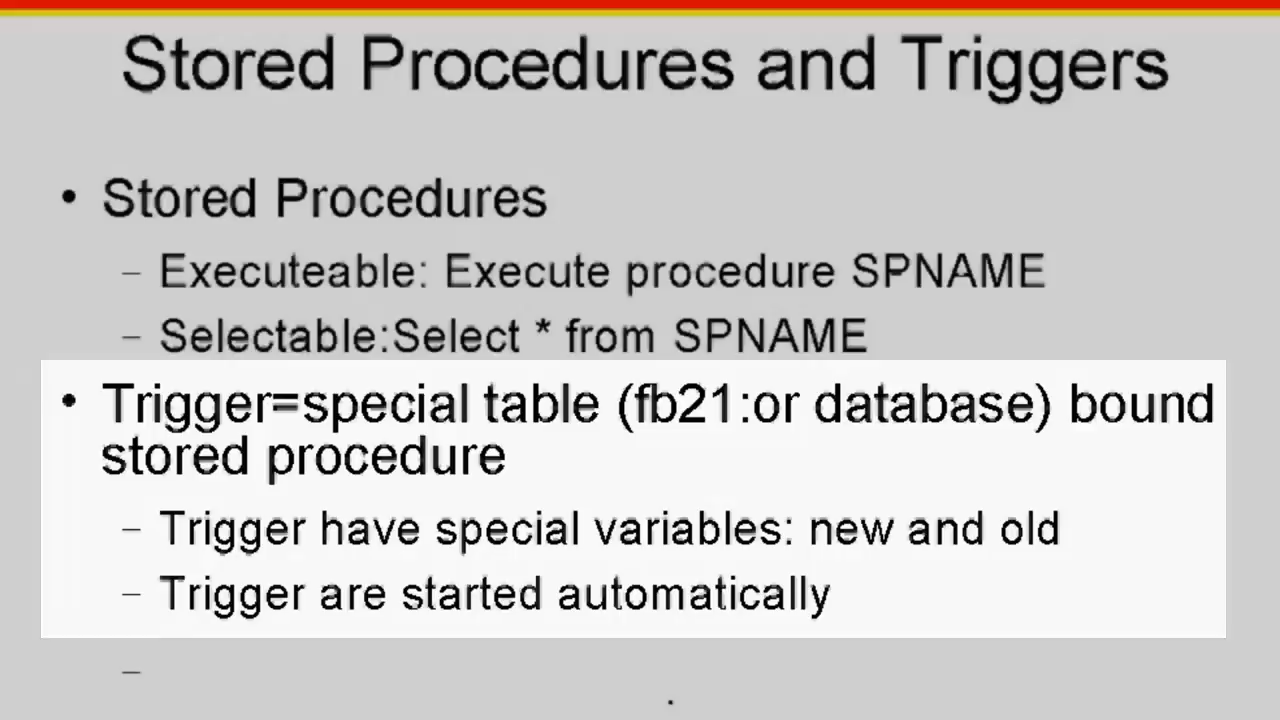 Stored Procedures and Triggers
• Stored Procedures
– Executeable: Execute procedure SPNAME
– Selectable:Select * from SPNAME
• Trigger=special table (fb21:or database) bound
stored procedure
– Trigger have special variables: new and old
– Trigger are started automatically
–
.